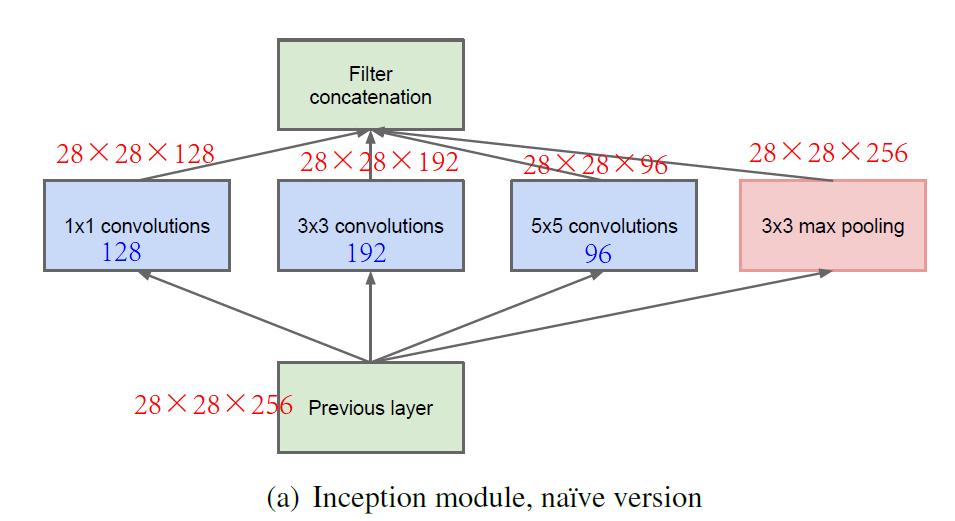 Filter
concatenation
28×28×128
28×28×192
28×28×96
28×28×256
1x1 convolutions
128
3x3 convolutions
192
5x5 convolutions
96
3x3 max pooling
28×28×256
Previous layer
(a) Inception module, naïve version